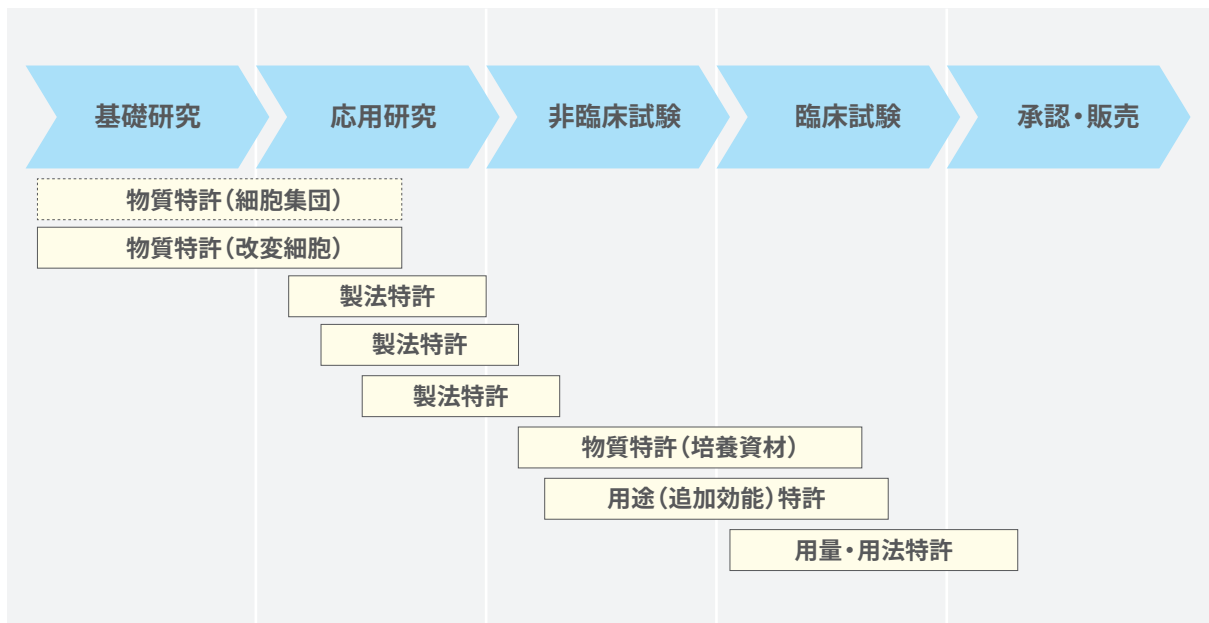 基礎研究
応用研究
非臨床試験
臨床試験
承認・販売
物質特許（細胞集団）
物質特許（改変細胞）
製法特許
製法特許
製法特許
物質特許（培養資材）
用途（追加効能）特許
用量・用法特許